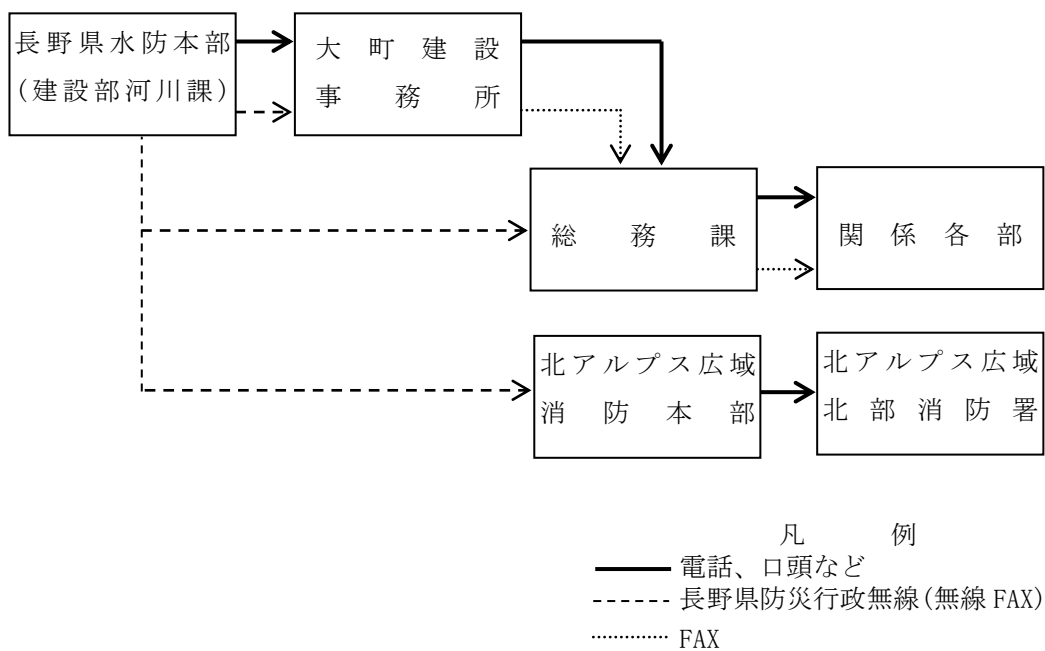 長野県水防本部
(建設部河川課)
大町建設
事務所
総務課
関係各部
北アルプス広域
消防本部
北アルプス広域
北部消防署
凡例
電話、口頭など
長野県防災行政無線(無線 FAX)
FAX